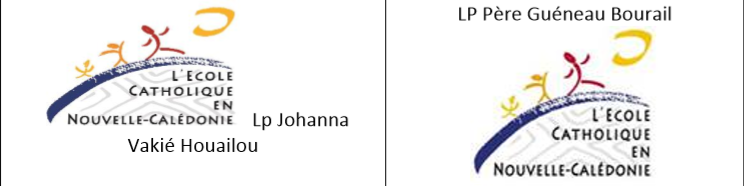 L'ECOLE
CATHOLIQUE
EN
NOUVELLE-CALÉDONIE Lp Johanna
Vakié Houailou
LP Père Guéneau Bourail
L'ECOLE
CATHOLIQUE
EN
NOUVELLE-CALÉDONIE